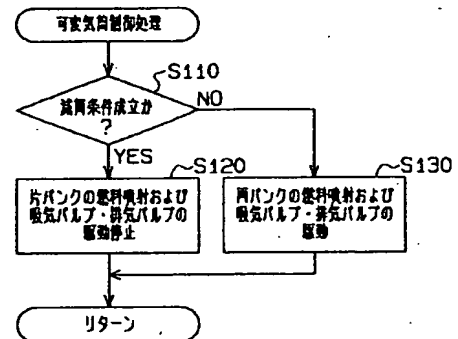 可変気筒制御処理
S110
減筒条件成立か
?
NO
YES
S120
片バンクの燃料噴射および
吸気バルブ・排気バルブの
駆動停止
S130
両バンクの燃料噴射および
吸気バルブ・排気バルブの
駆動
リターン